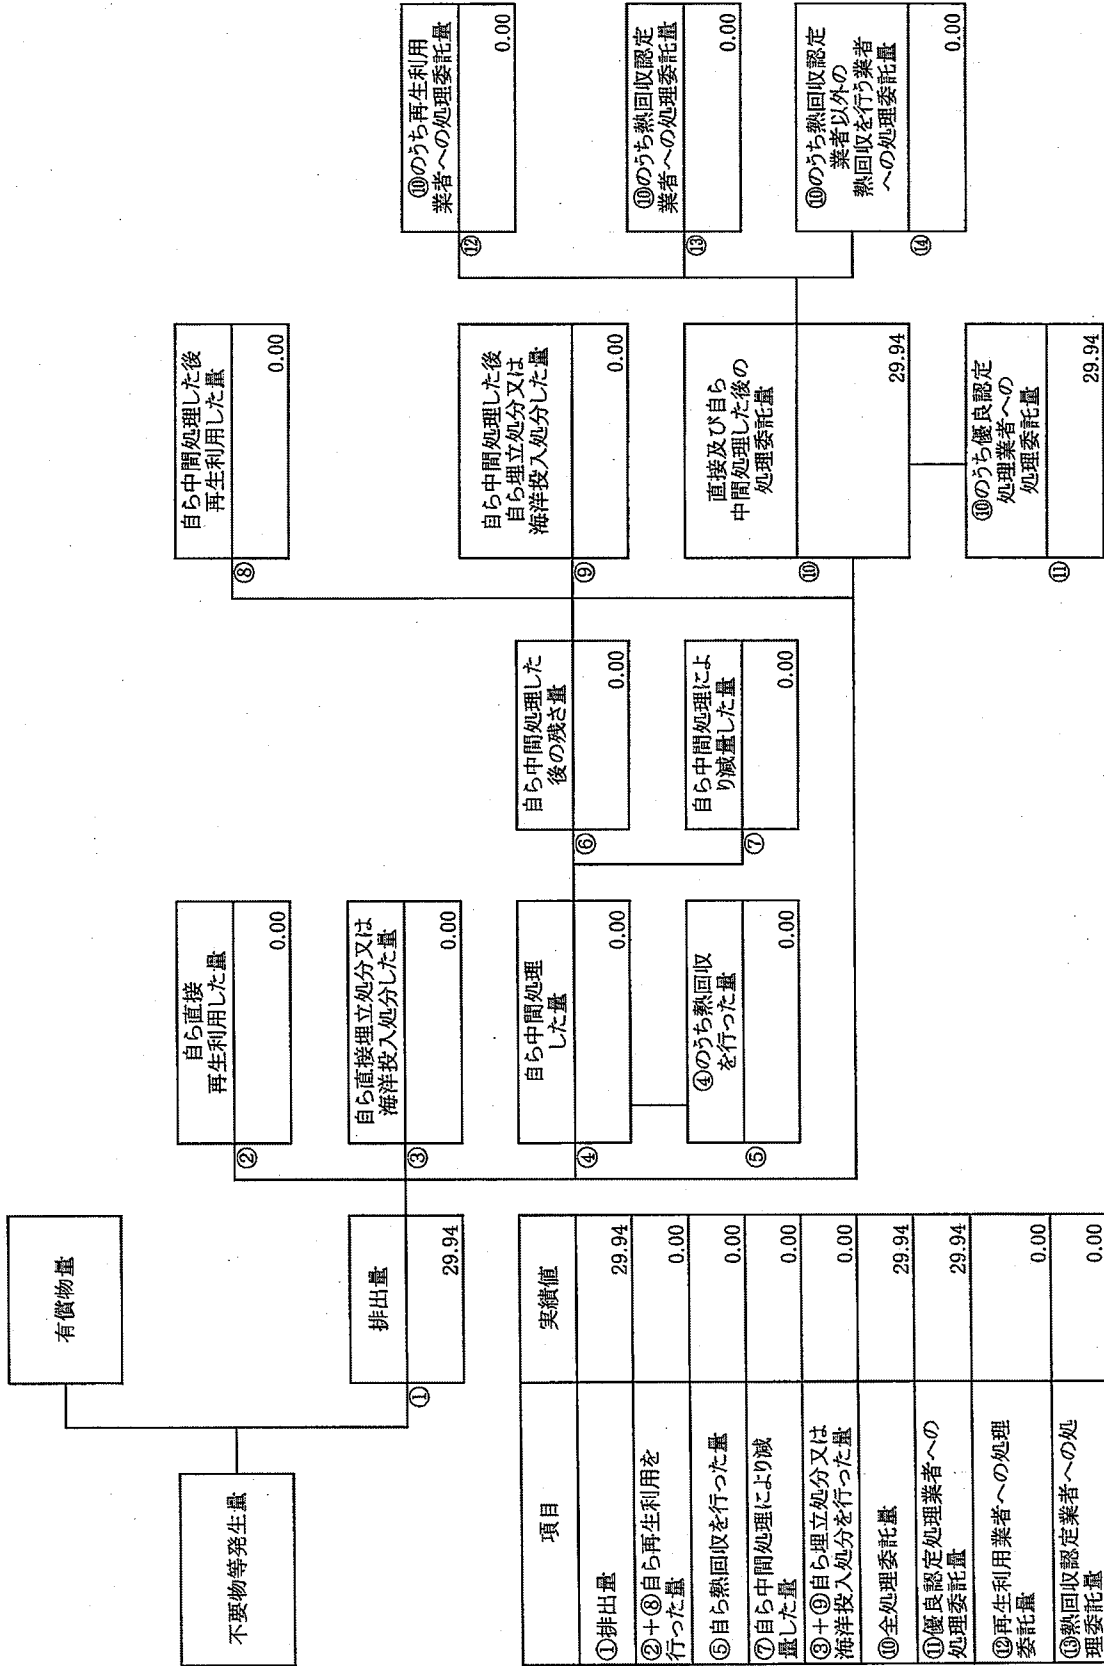 有償物量
不要物等発生量
①
排出量
29.94
②
自ら直接
再生利用した量
0.00
③
自ら直接埋立処分又は
海洋投入処分した量
0.00
④
自ら中間処理
した量
0.00
⑤
④のうち熱回収
を行った量
0.00
⑥
自ら中間処理した
後の残さ量
0.00
⑦
自ら中間処理によ
り減量した量
0.00
⑧
自ら中間処理した後
再生利用した量
0.00
⑨
自ら中間処理した後
自ら埋立処分又は
海洋投入処分した量
0.00
⑩
直接及び自ら
中間処理した後の
処理委託量
29.94
⑪
⑩のうち優良認定
処理業者への
処理委託量
29.94
⑫
⑩のうち再生利用
業者への処理委託量
0.00
⑬
⑩のうち熱回収認定
業者への処理委託量
0.00
⑭
⑩のうち熱回収認定
業者以外の
熱回収を行う業者
への処理委託量
0.00
項目 実績値
①排出量 29.94
②+⑧自ら再生利用を
行った量 0.00
⑤自ら熱回収を行った量 0.00
⑦自ら中間処理により減
量した量 0.00
③+⑨自ら埋立処分又は
海洋投入処分を行った量 0.00
⑩全処理委託量 29.94
⑪優良認定処理業者への
処理委託量 29.94
⑫再生利用業者への処理
委託量 0.00
⑬熱回収認定業者への処
理委託量 0.00